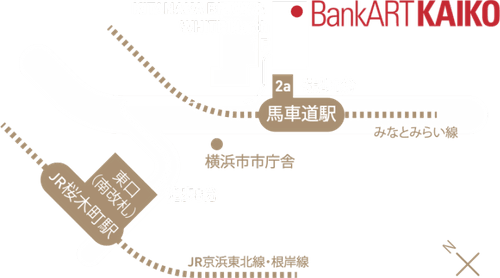 BankART KAIKO
2a
馬車道駅
みなとみらい線
横浜市市庁舎
東口
(南改札)
JR桜木町駅
JR京浜東北線・根岸線
N